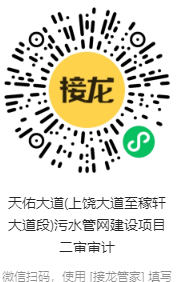 接龙
天佑大道(上饶大道至稼轩
大道段)污水管网建设项目
二审审计
微信扫码，使用 [接龙管家] 填写